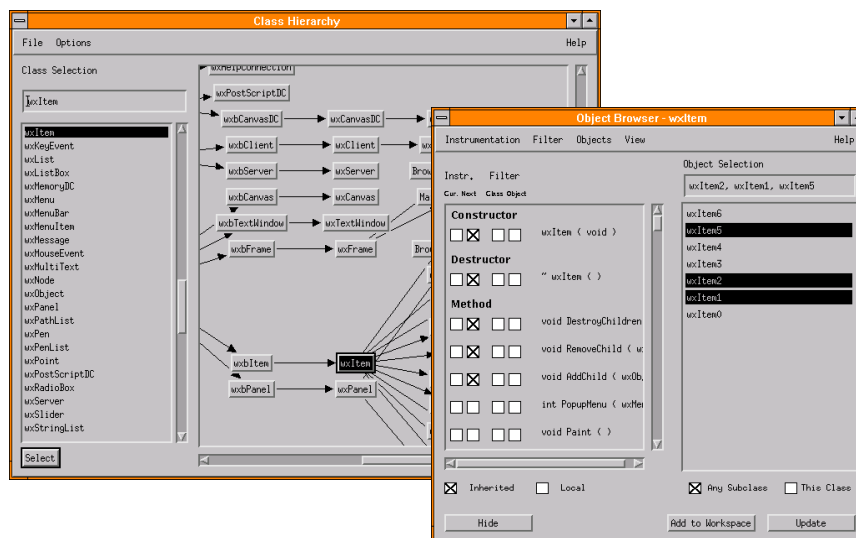 Class Hierarchy
File Options Help
Class Selection
wxItem
wxItem
wxKeyEvent
wxList
wxListBox
wxMemoryDC
wxMenu
wxMenuBar
wxMenuItem
wxMessage
wxMouseEvent
wxMultiText
wxNode
wxObject
wxPanel
wxPathList
wxPen
wxPenList
wxPoint
wxPostScriptDC
wxRadioBox
wxServer
wxSlider
wxStringList
Select
wxHelpConnection
wxPostScriptDC
wxbCanvasDC wxCanvasDC
wxbClient wxClient
wxbServer wxServer
wxbCanvas wxCanvas
wxbTextWindow wxTextWindow
wxbFrame wxFrame
wxbItem wxItem
wxbPanel wxPanel
Object Browser - wxItem
Instrumentation Filter Objects View Help
Instr. Filter
Cur. Next Class Object
Constructor
wxItem ( void )
Destructor
~ wxItem ( )
Method
void DestroyChildren
void RemoveChild ( w
void AddChild ( wxOb
int PopupMenu ( wxMe
void Paint ( )
Inherited Local
Hide
Object Selection
wxItem2, wxItem1, wxItem5
wxItem6
wxItem5
wxItem4
wxItem3
wxItem2
wxItem1
wxItem0
Any Subclass This Class
Add to Workspace Update